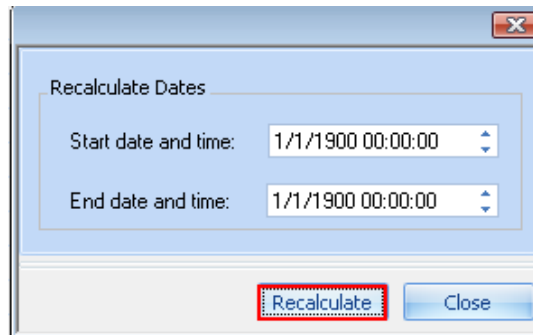 Recalculate Dates
Start date and time: 1/1/1900 00:00:00
End date and time: 1/1/1900 00:00:00
Recalculate Close